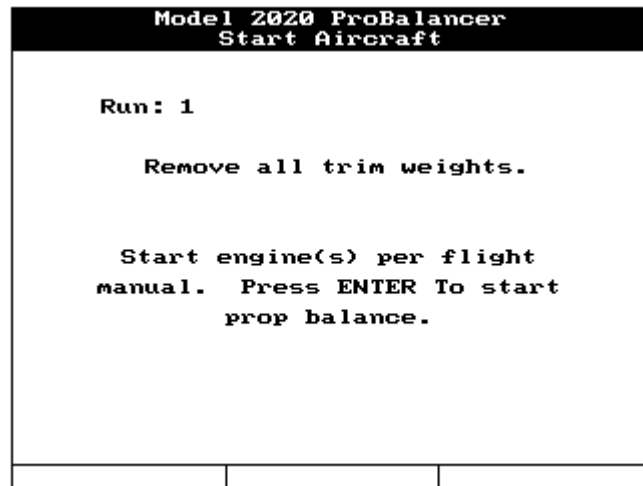 Model 2020 ProBalancer
Start Aircraft
Run: 1
Remove all trim weights.
Start engine(s) per flight
manual. Press ENTER To start
prop balance.